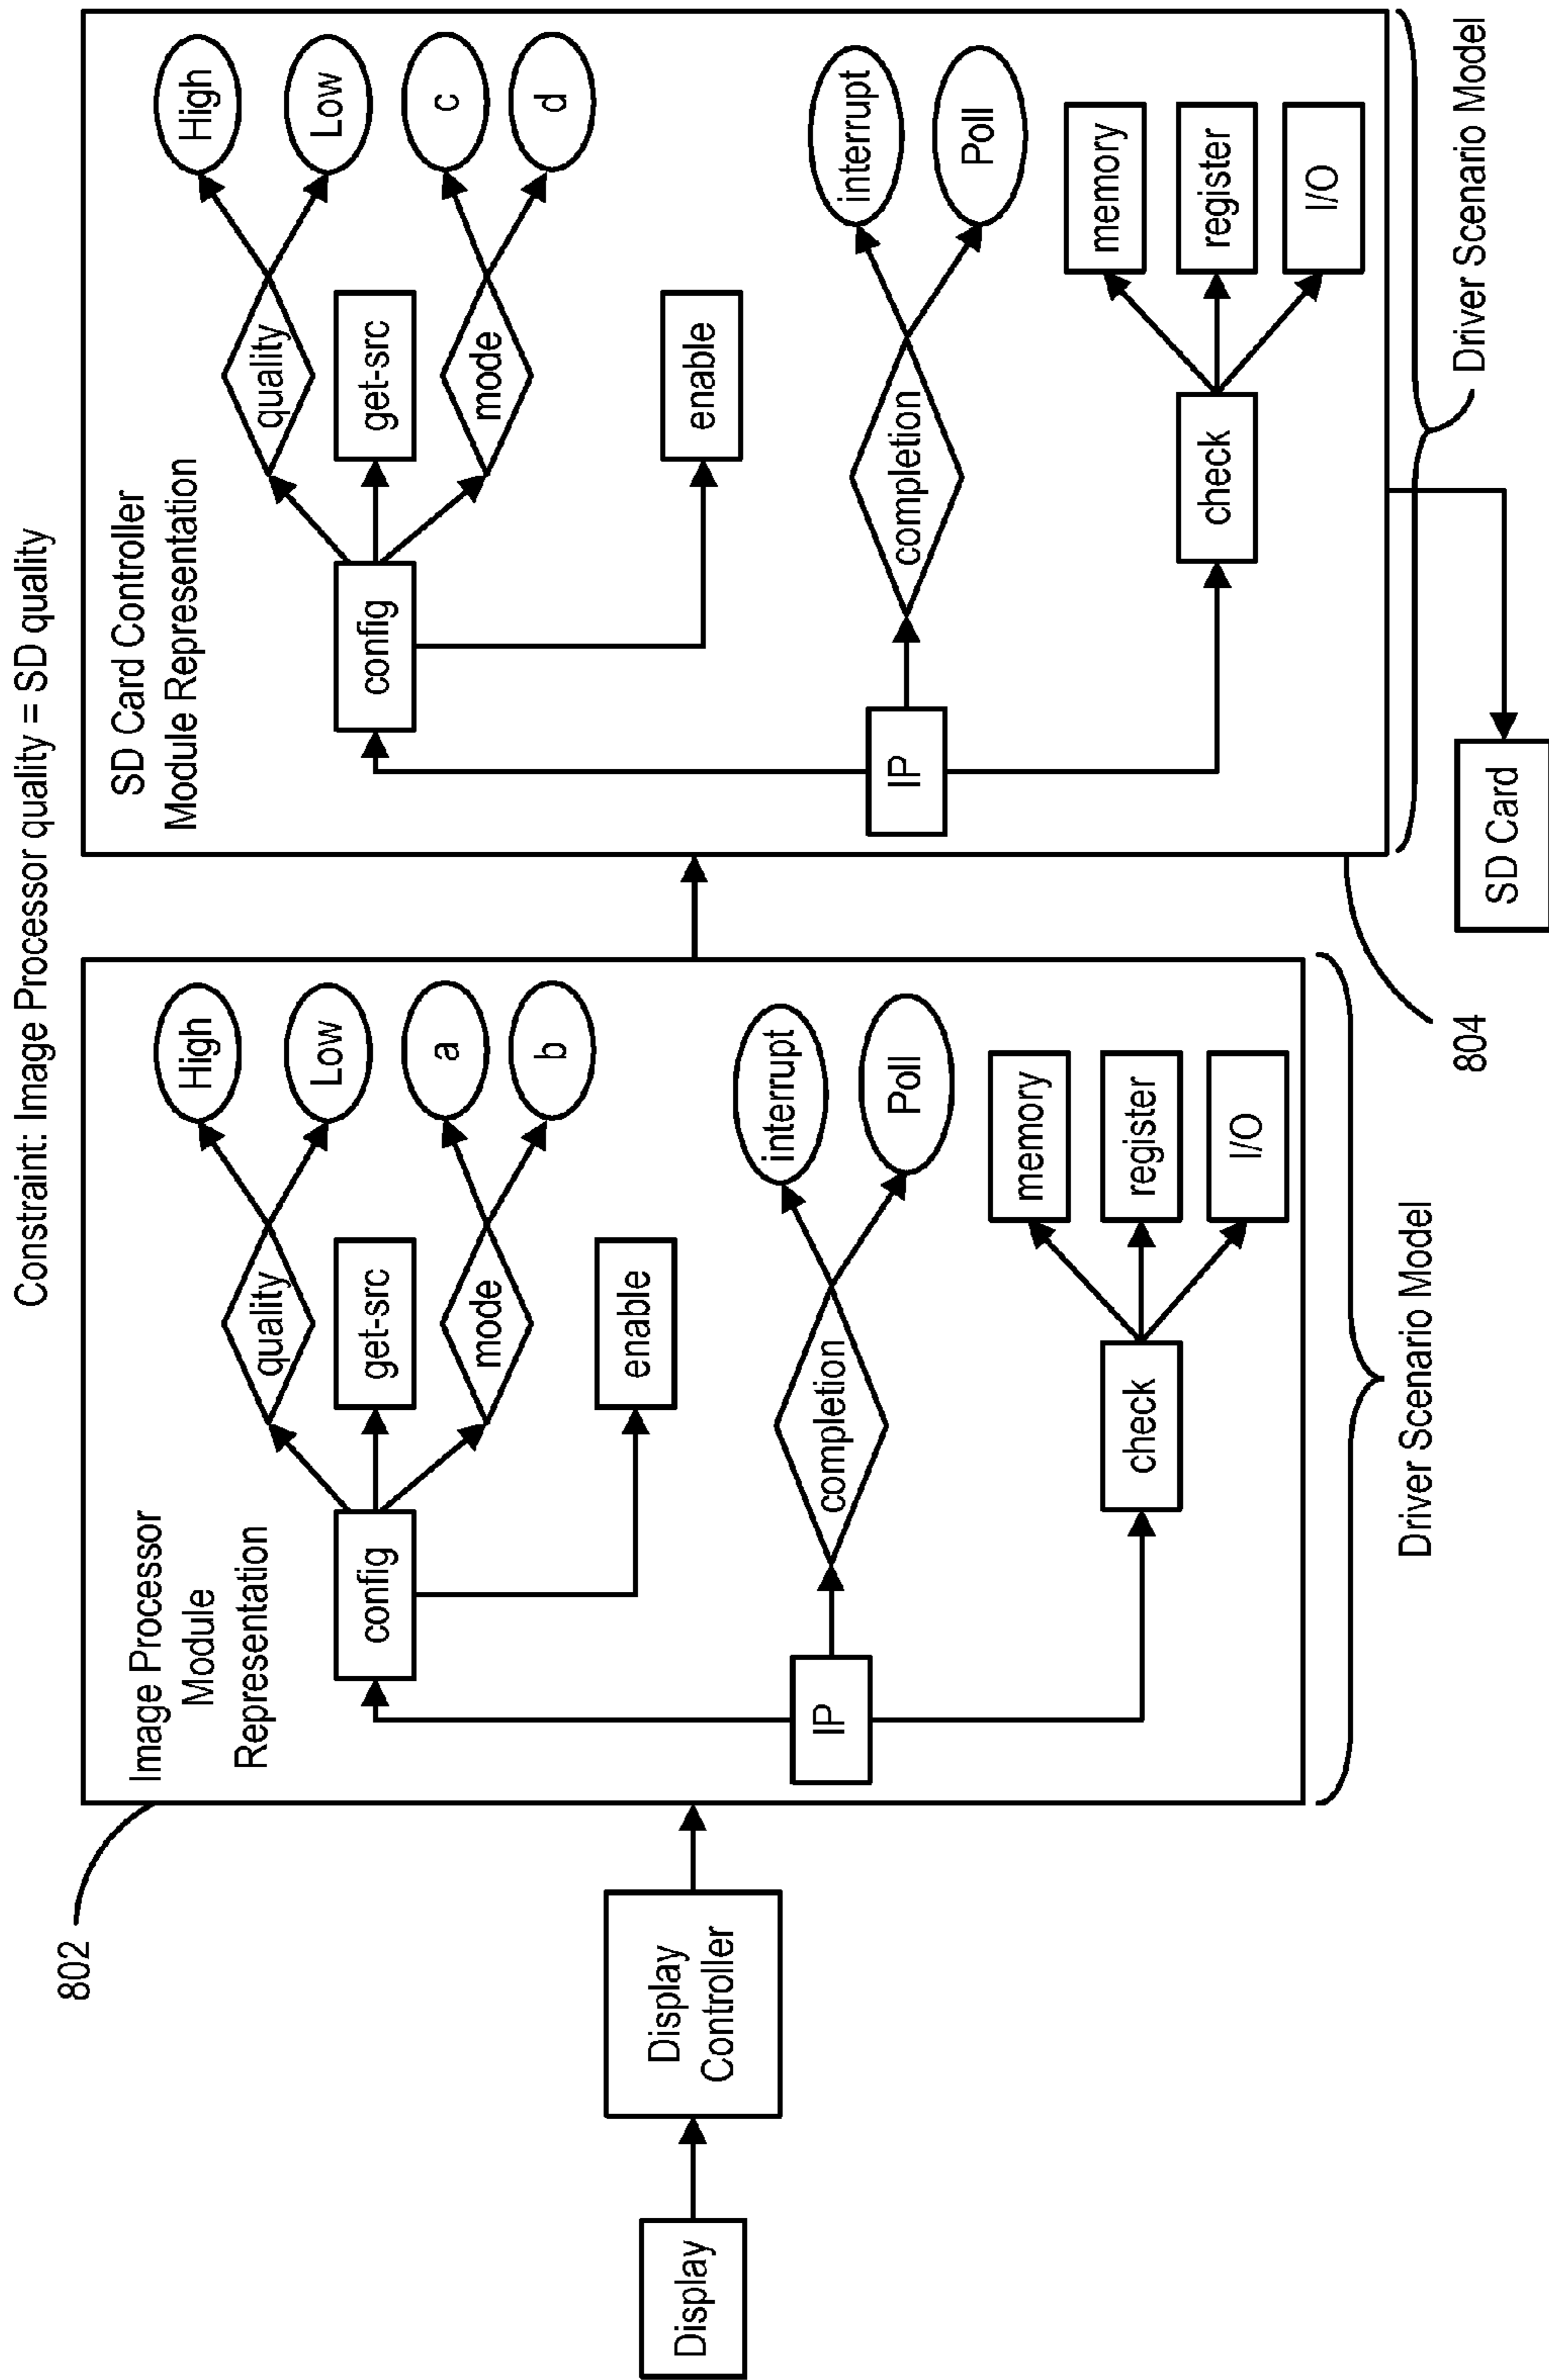 Constraint: Image Processor quality = SD quality
802
Image Processor
Module
Representation
config
quality
High
Low
get-src
mode
a
b
enable
IP
completion
interrupt
Poll
check
memory
register
I/O
Driver Scenario Model
Display
Display
Controller
SD Card Controller
Module Representation
config
quality
High
Low
get-src
mode
c
d
enable
IP
completion
interrupt
Poll
check
memory
register
I/O
804
Driver Scenario Model
SD Card